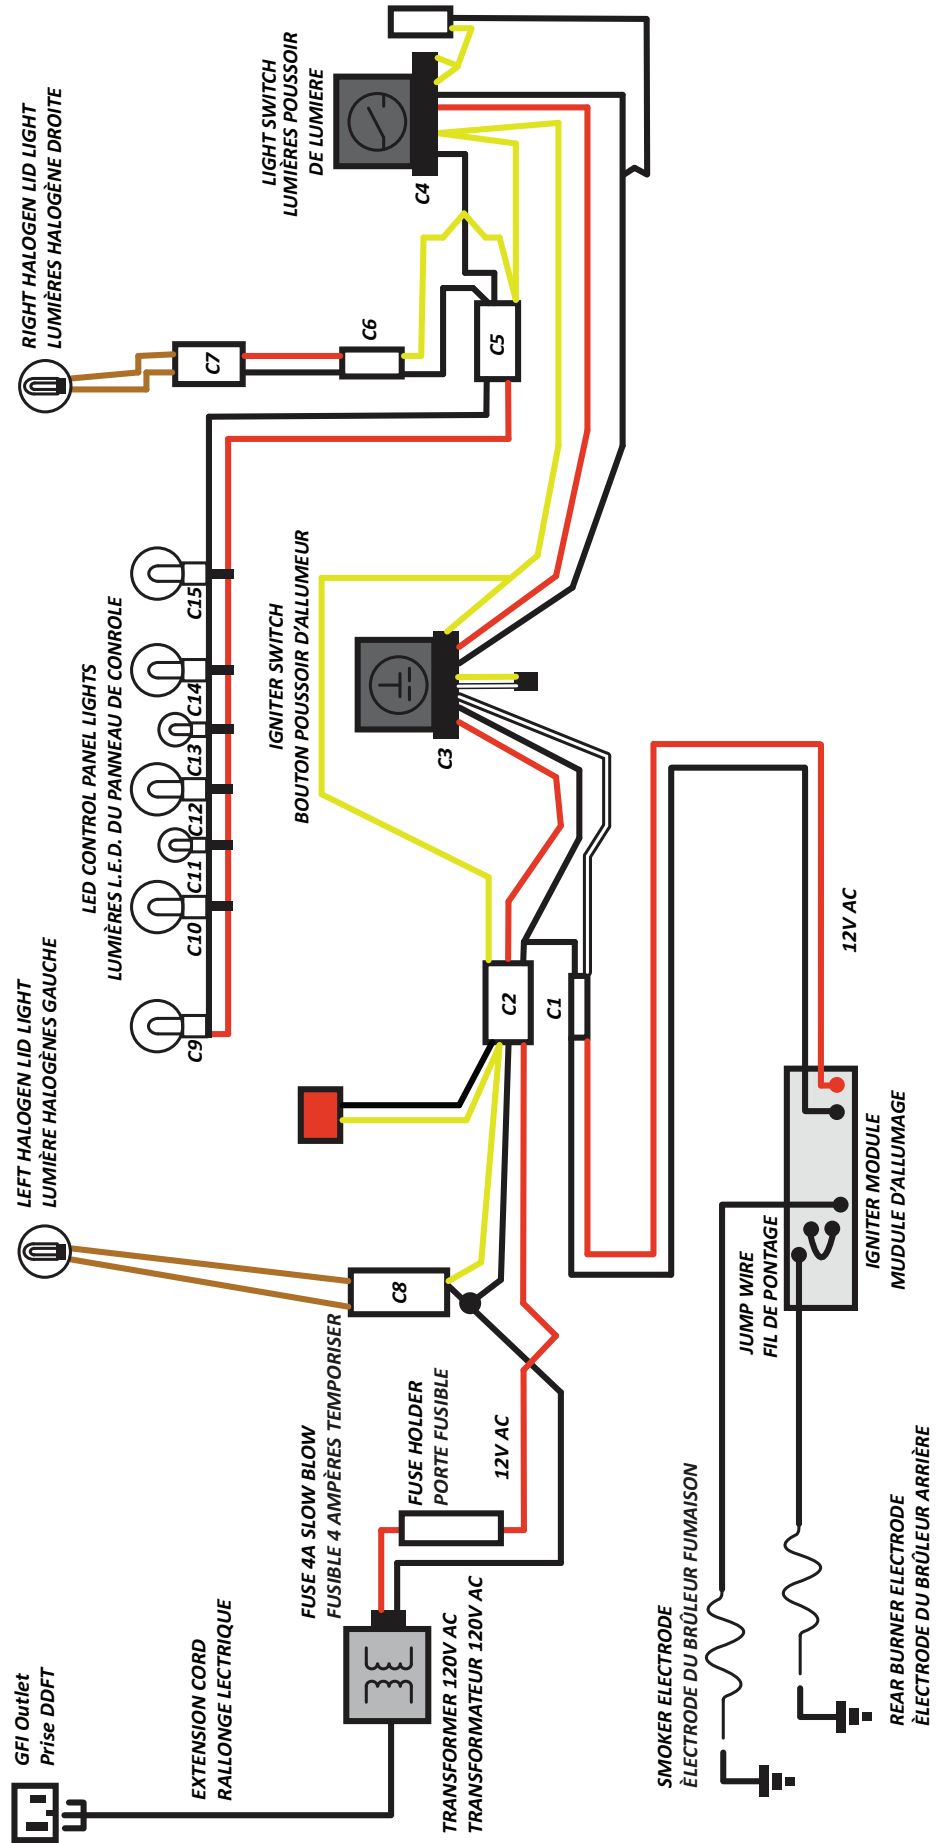 GFI Outlet
Prise DDFT
EXTENSION CORD
RALLONGE LECTRIQUE
TRANSFORMER 120V AC
TRANSFORMATEUR 120V AC
FUSE 4A SLOW BLOW
FUSIBLE 4 AMPÈRES TEMPORISER
FUSE HOLDER
PORTE FUSIBLE
12V AC
LEFT HALOGEN LID LIGHT
LUMIÈRE HALOGÈNES GAUCHE
C8
C2
C1
LED CONTROL PANEL LIGHTS
LUMIÈRES L.E.D. DU PANNEAU DE CONROLE
C9
C10
C11
C12
C13
C14
C15
IGNITER SWITCH
BOUTON POUSSOIR D'ALLUMEUR
C3
RIGHT HALOGEN LID LIGHT
LUMIÈRES HALOGÈNE DROITE
C7
C6
C5
LIGHT SWITCH
LUMIÈRES POUSSOIR
DE LUMIERE
C4
12V AC
IGNITER MODULE
MUDULE D'ALLUMAGE
JUMP WIRE
FIL DE PONTAGE
SMOKER ELECTRODE
ÈLECTRODE DU BRÛLEUR FUMAISON
REAR BURNER ELECTRODE
ÈLECTRODE DU BRÛLEUR ARRIÈRE